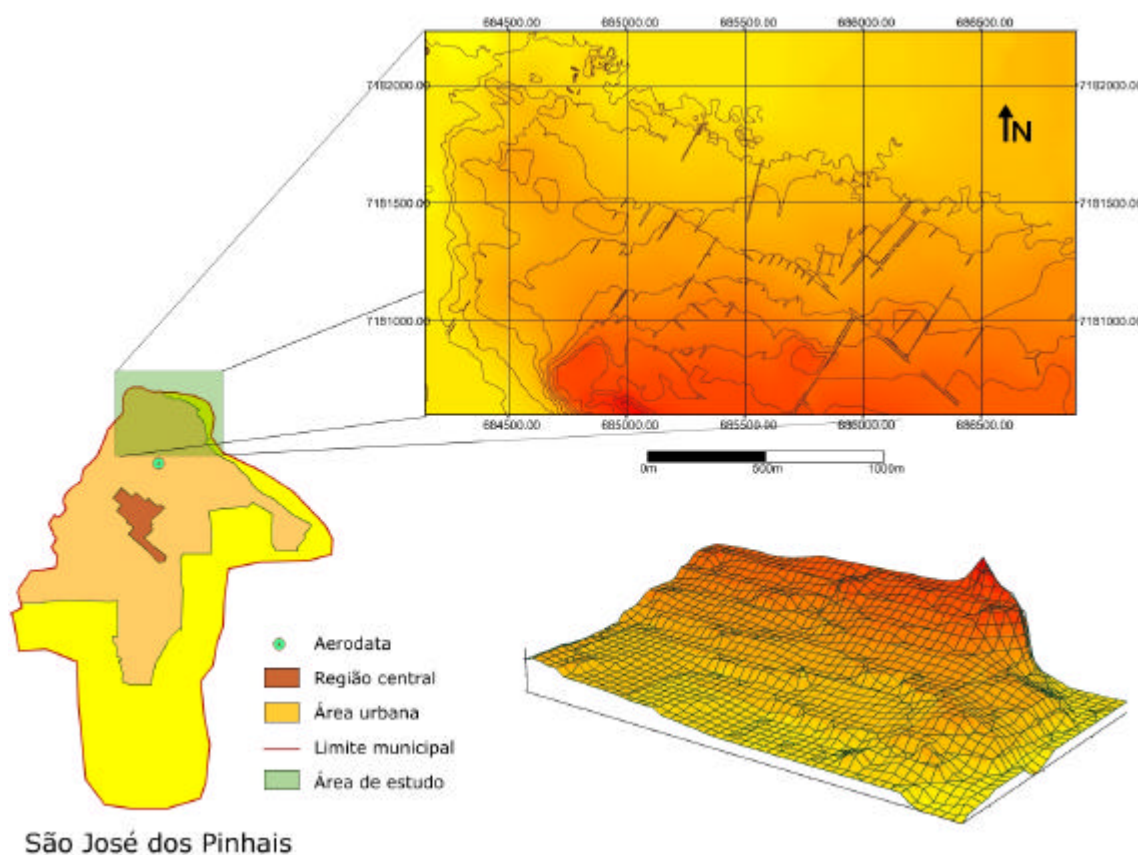 684500.00 685000.00 685500.00 686000.00 686500.00
7182000.00 7182000.00
N
7181500.00 7181500.00
7181000.00 7181000.00
684500.00 685000.00 685500.00 686000.00 686500.00
0m 500m 1000m
Aerodata
Região central
Área urbana
Limite municipal
Área de estudo
São José dos Pinhais